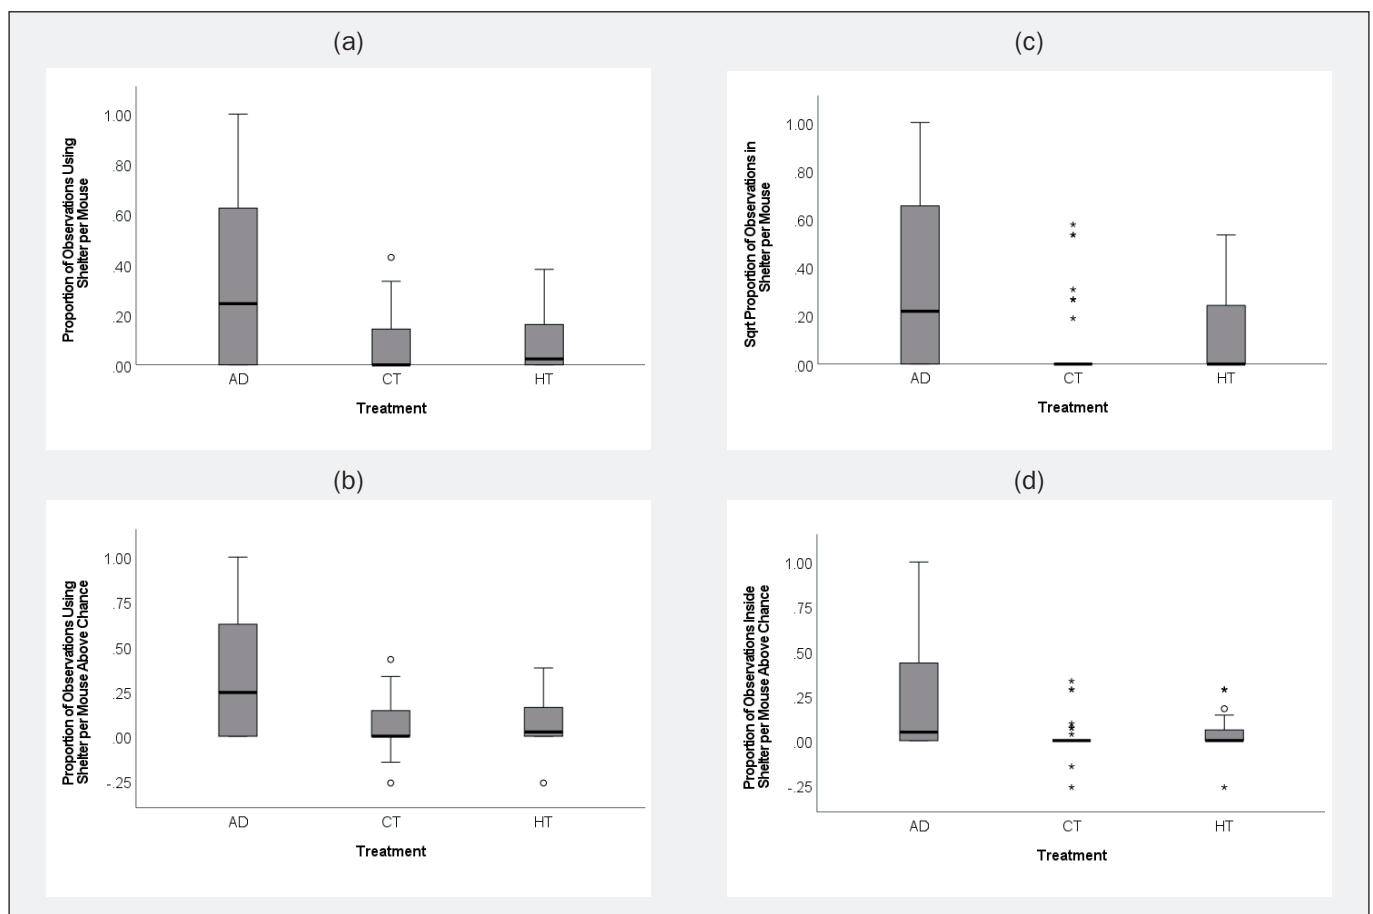 (a)
Proportion of Observations Using
Shelter per Mouse
1.00
.80
.60
.40
.20
.00
AD CT HT
Treatment
(c)
Sqrt Proportion of Observations in
Shelter per Mouse
1.00
.80
.60
.40
.20
.00
AD CT HT
Treatment
(b)
Proportion of Observations Using
Shelter per Mouse Above Chance
1.00
.75
.50
.25
.00
-.25
AD CT HT
Treatment
(d)
Proportion of Observations Inside
Shelter per Mouse Above Chance
1.00
.75
.50
.25
.00
-.25
AD CT HT
Treatment